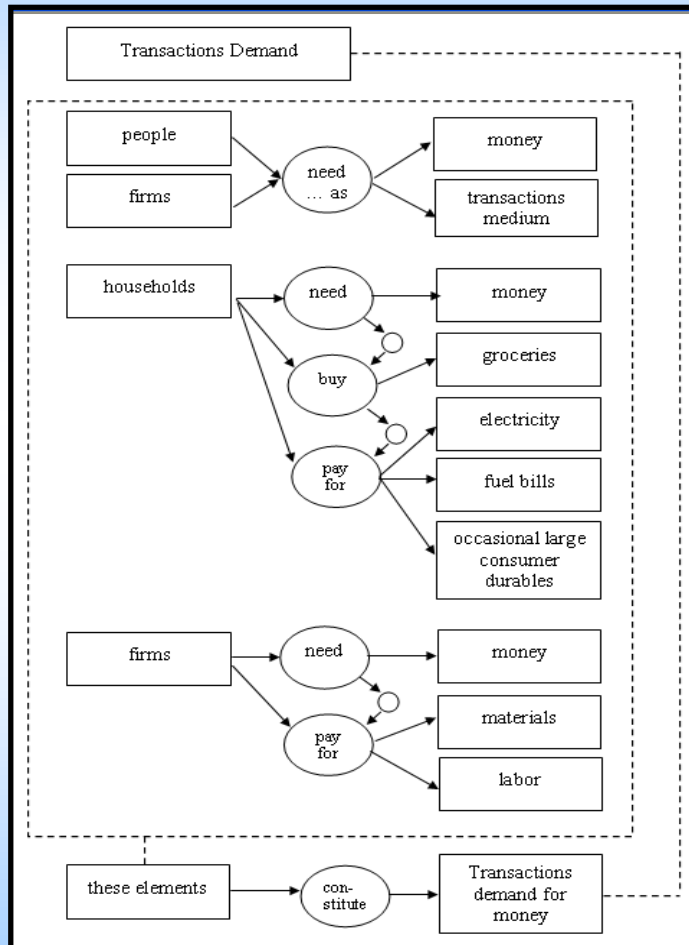 Transactions Demand
people
money
need
... as
firms
transactions
medium
households
need
money
buy
groceries
electricity
pay
for
fuel bills
occasional large
consumer
durables
firms
need
money
materials
pay
for
labor
these elements
con-
stitute
Transactions
demand for
money